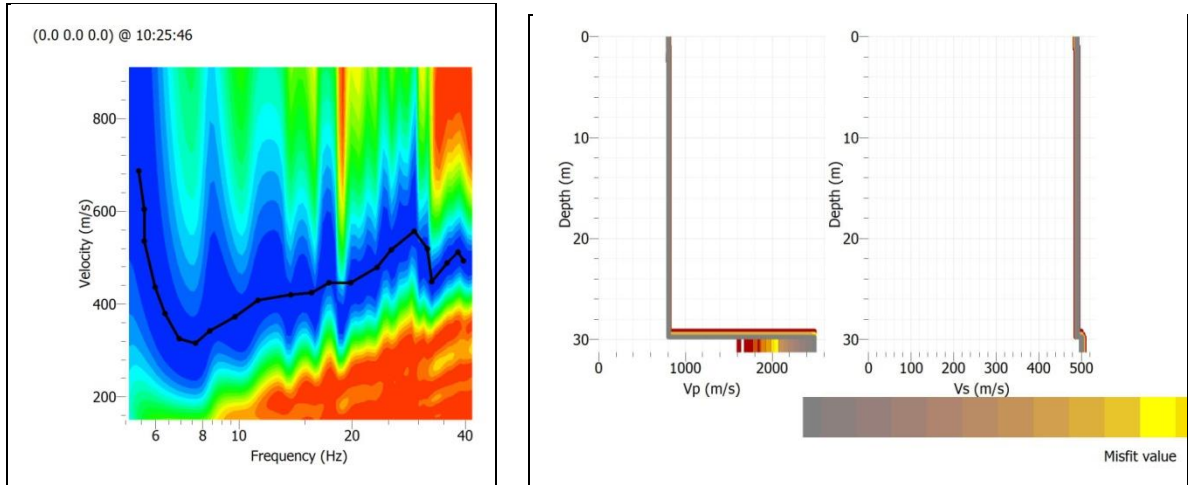 (0.0 0.0 0.0) @ 10:25:46
800
600
400
200
Velocity (m/s)
6 8 10 20 40
Frequency (Hz)
0
10
20
30
Depth (m)
0 1000 2000
Vp (m/s)
0
10
20
30
Depth (m)
0 100 200 300 400 500
Vs (m/s)
Misfit value